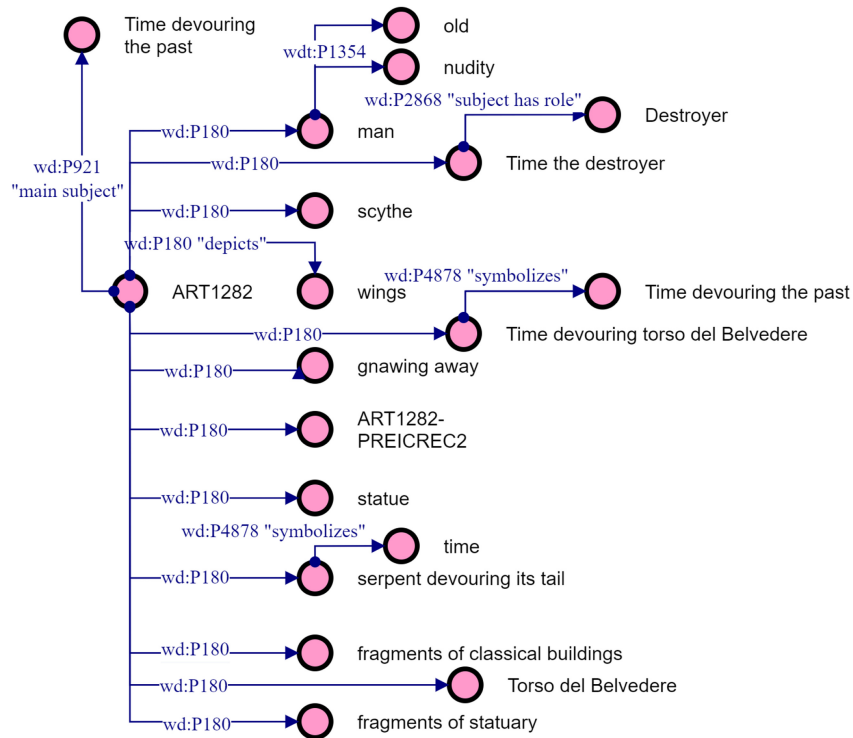 Time devouring
the past
old
wdt:P1354
nudity
wd:P2868 "subject has role"
Destroyer
wd:P180
man
wd:P180
Time the destroyer
wd:P921
"main subject"
wd:P180
scythe
wd:P180 "depicts"
wd:P4878 "symbolizes"
ART1282
wings
Time devouring the past
wd:P180
Time devouring torso del Belvedere
wd:P180
gnawing away
wd:P180
ART1282-
PREICREC2
wd:P180
statue
wd:P4878 "symbolizes"
time
wd:P180
serpent devouring its tail
wd:P180
fragments of classical buildings
wd:P180
Torso del Belvedere
wd:P180
fragments of statuary